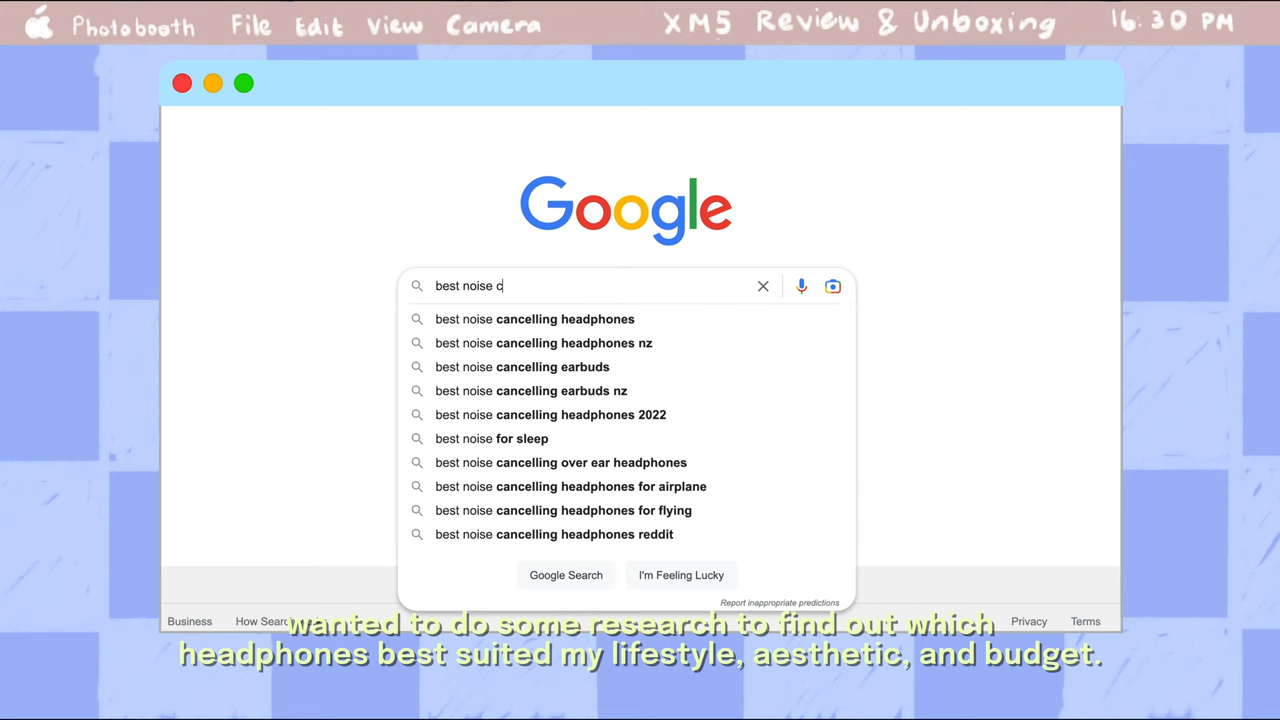 Photobooth File Edit View Camera XM5 Review & Unboxing 16.30 PM
Google
best noise c
best noise cancelling headphones
best noise cancelling headphones nz
best noise cancelling earbuds
best noise cancelling earbuds nz
best noise cancelling headphones 2022
best noise for sleep
best noise cancelling over ear headphones
best noise cancelling headphones for airplane
best noise cancelling headphones for flying
best noise cancelling headphones reddit
Google Search I'm Feeling Lucky
Report inappropriate predictions
Business How Privacy Terms
wanted to do some research to find out which
headphones best suited my lifestyle, aesthetic, and budget.